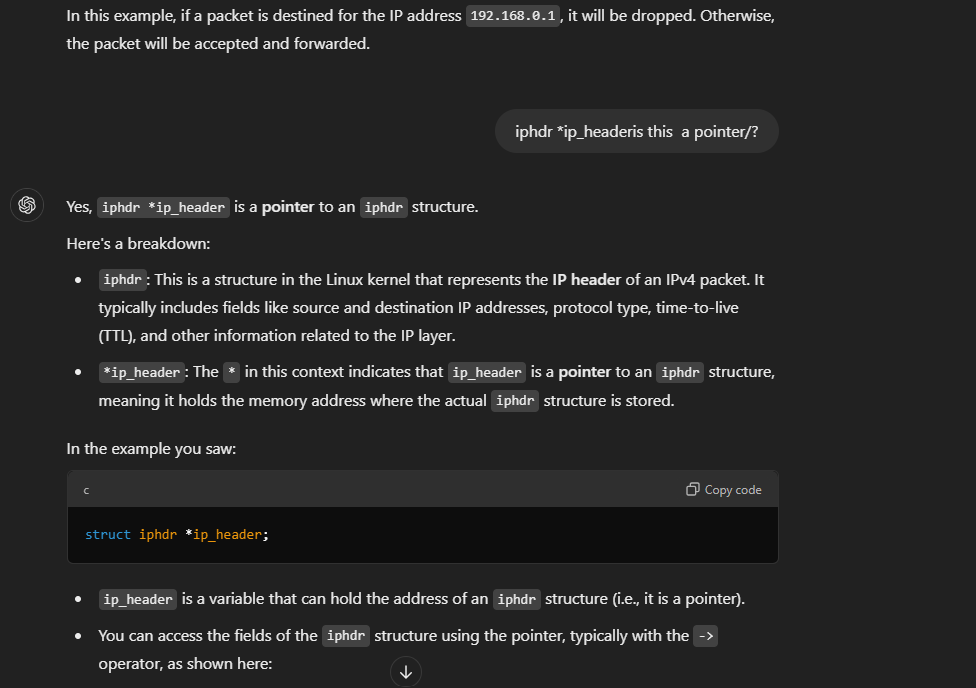 In this example, if a packet is destined for the IP address 192.168.0.1, it will be dropped. Otherwise,
the packet will be accepted and forwarded.
iphdr *ip_headeris this  a pointer/?
Yes, iphdr *ip_header is a pointer to an iphdr structure.
Here's a breakdown:
• iphdr: This is a structure in the Linux kernel that represents the IP header of an IPv4 packet. It
typically includes fields like source and destination IP addresses, protocol type, time-to-live
(TTL), and other information related to the IP layer.
• *ip_header: The * in this context indicates that ip_header is a pointer to an iphdr structure,
meaning it holds the memory address where the actual iphdr structure is stored.
In the example you saw:
c Copy code
struct iphdr *ip_header;
• ip_header is a variable that can hold the address of an iphdr structure (i.e., it is a pointer).
• You can access the fields of the iphdr structure using the pointer, typically with the ->
operator, as shown here: